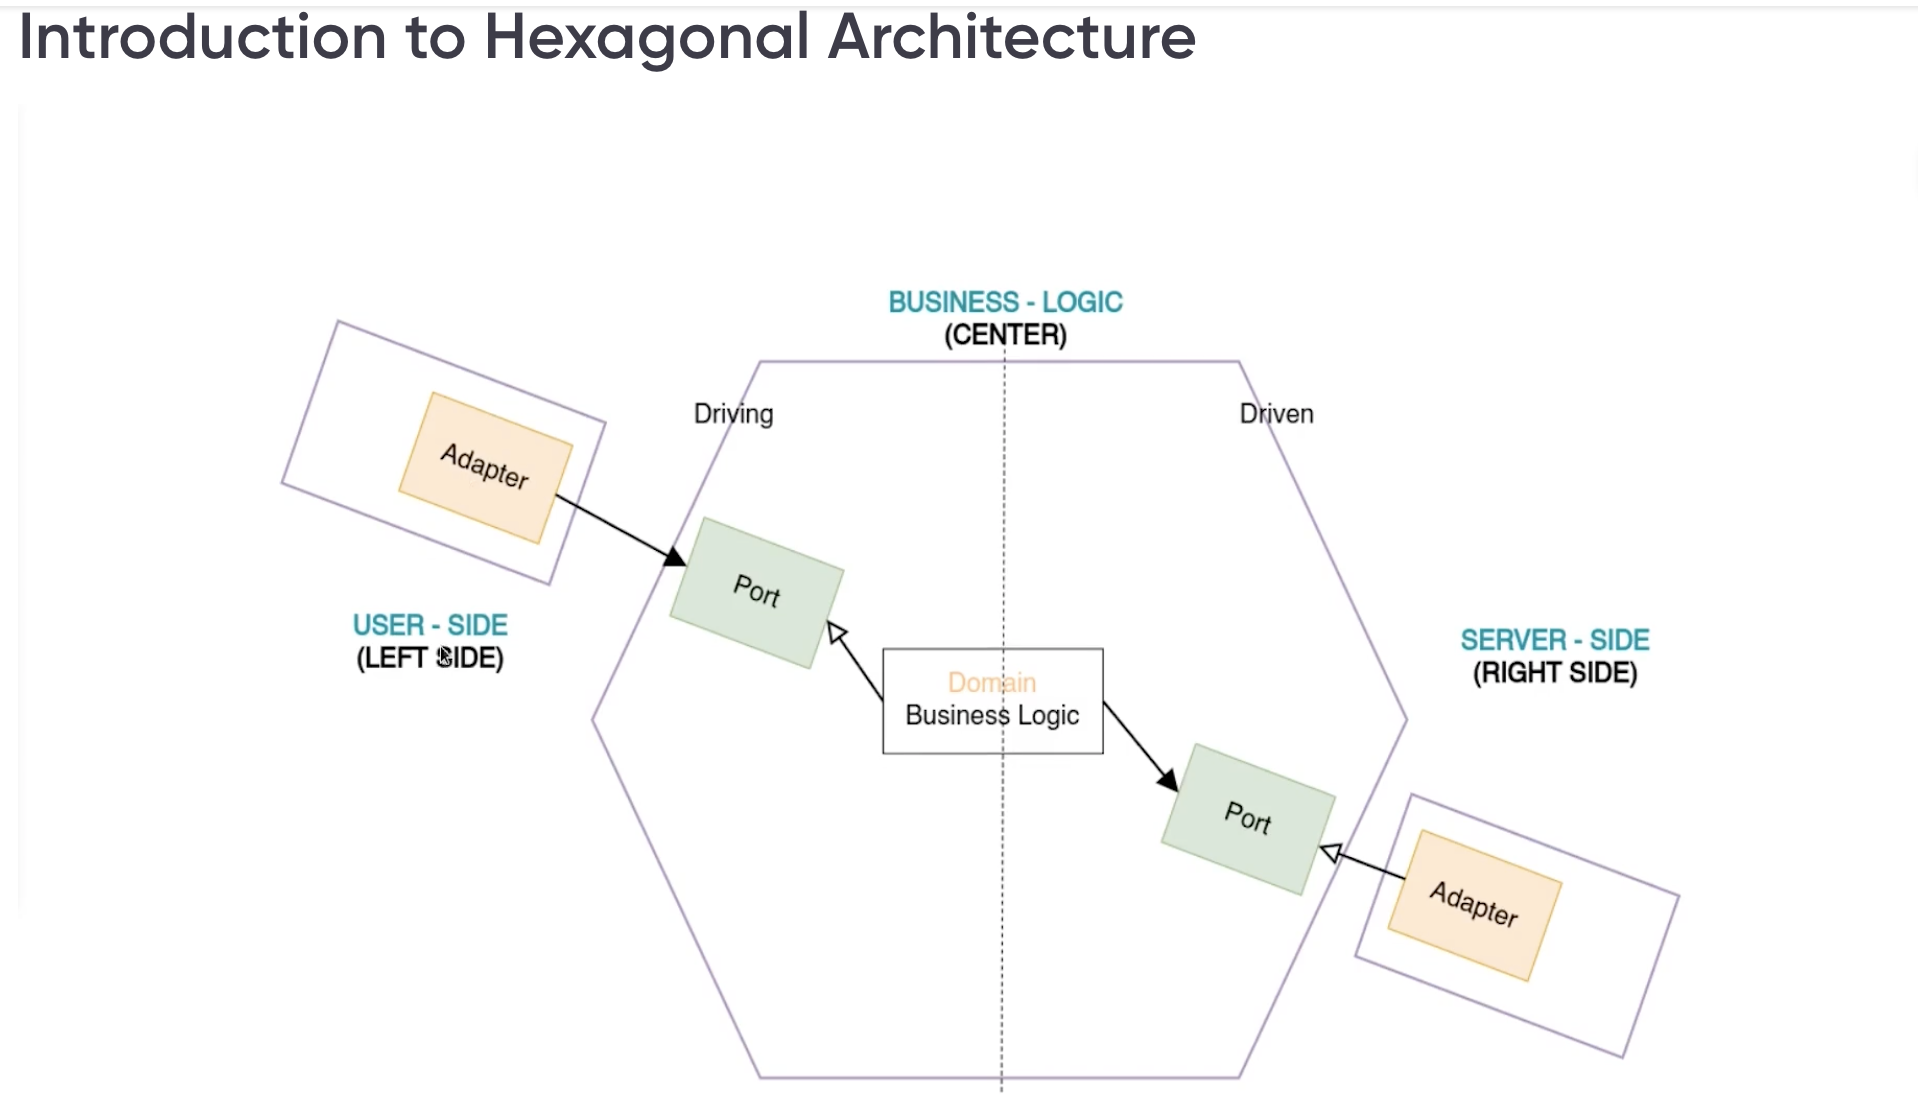 Introduction to Hexagonal Architecture
BUSINESS - LOGIC
(CENTER)
Driving
Driven
Adapter
Port
USER - SIDE
(LEFT SIDE)
SERVER - SIDE
(RIGHT SIDE)
Domain
Business Logic
Port
Adapter